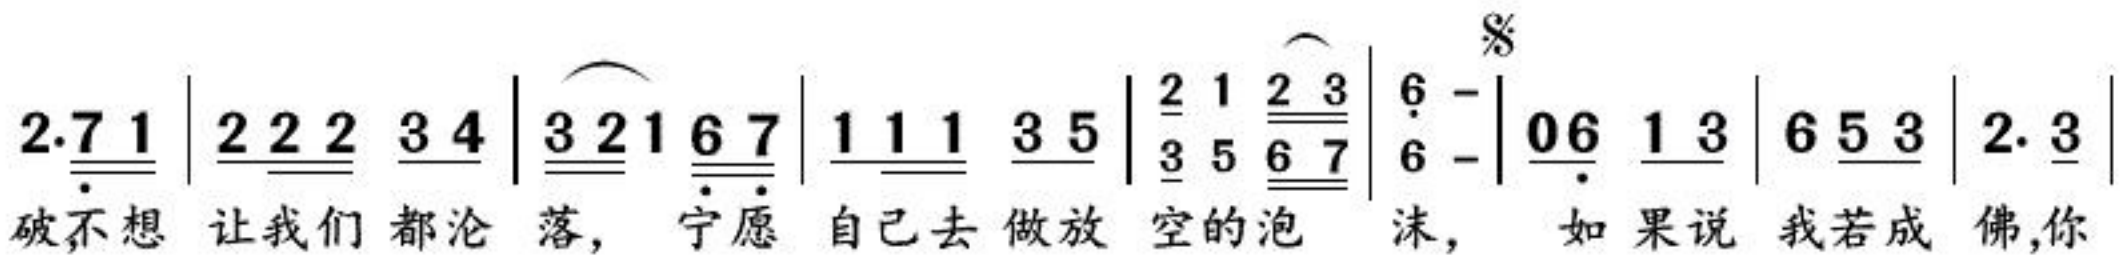 2·7 1 | 2 2 2 3 4 | 3 2 1 6 7 | 1 1 1 3 5 | 2 1 2 3 | 6 – | 0 6 1 3 | 6 5 3 | 2· 3 |
3 5 6 7 | 6 –
破,不想 让我们 都沦 落, 宁愿 自己去 做放 空的泡 沫, 如 果说 我若成 佛,你